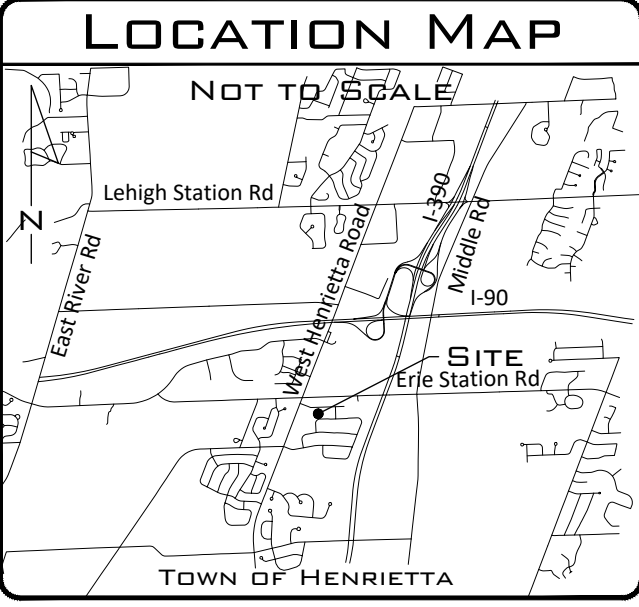 LOCATION MAP
NOT TO SCALE
Lehigh Station Rd
I-390
N
West Henrietta Road
Middle Rd
East River Rd
I-90
SITE
Erie Station Rd
TOWN OF HENRIETTA